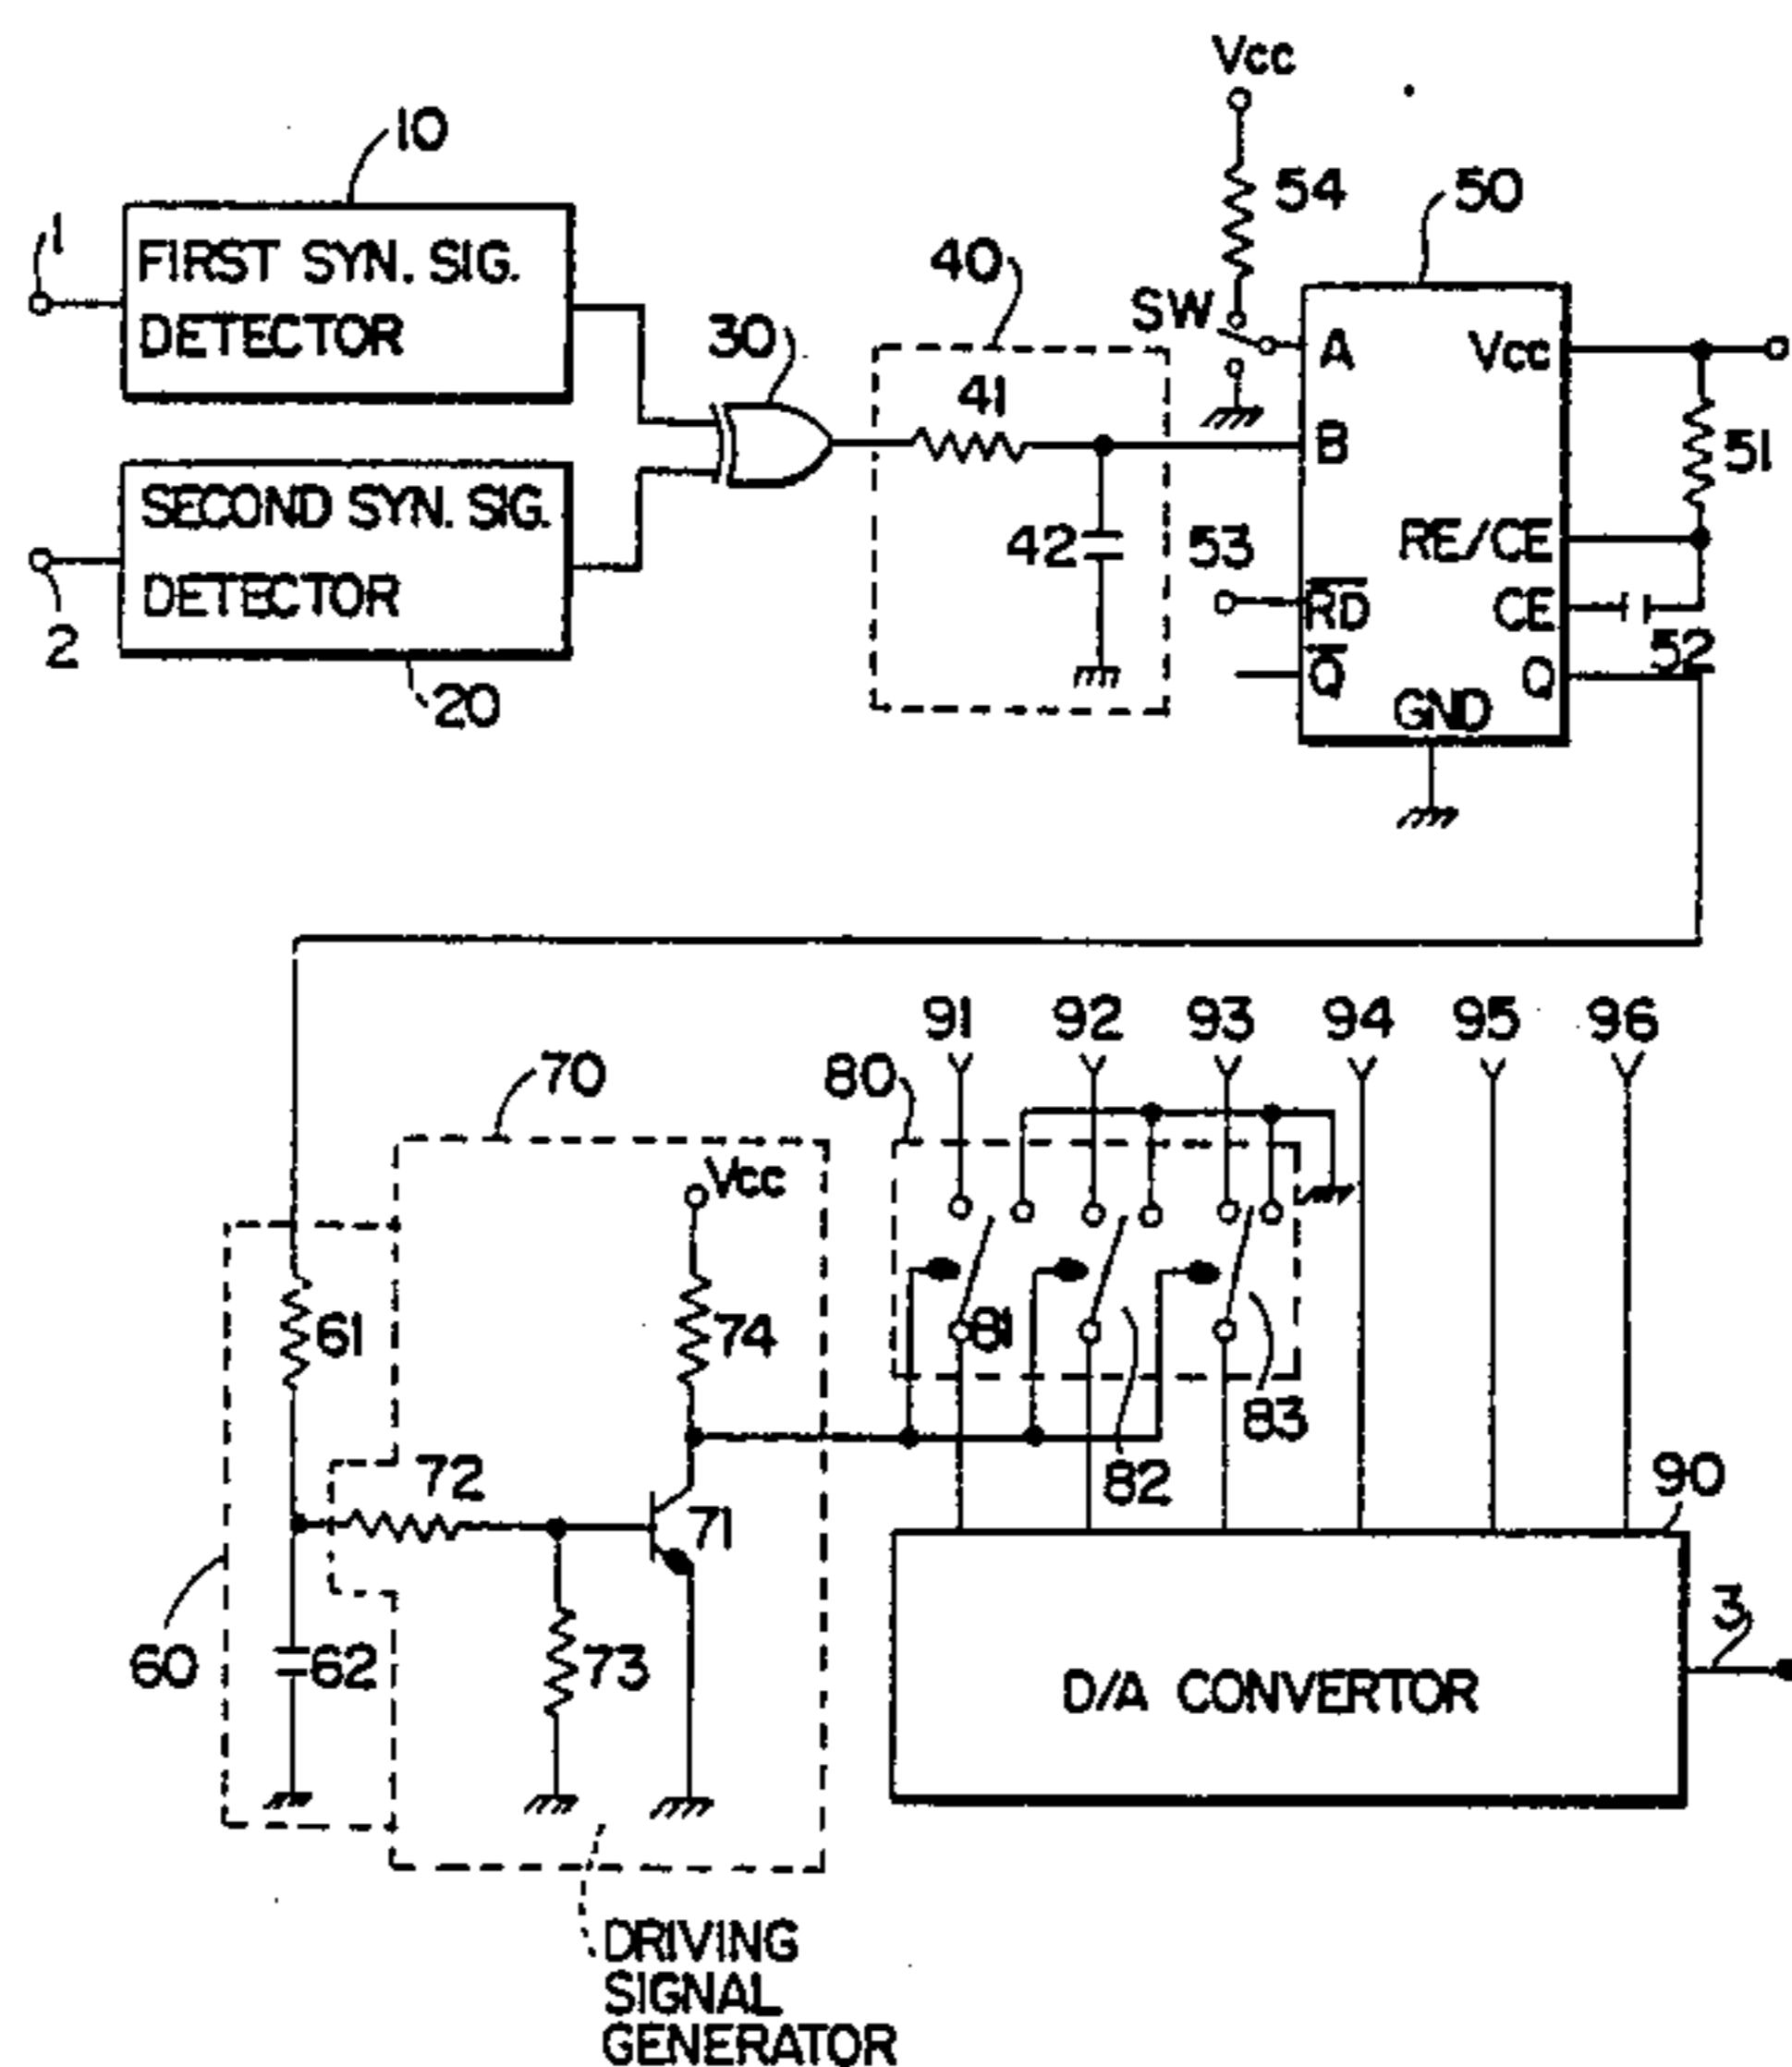 Vcc
10
54
50
1
FIRST SYN. SIG.
DETECTOR
40
SW
30
A
Vcc
41
B
51
SECOND SYN. SIG.
DETECTOR
42
53
RE/CE
R̅D̅
CE
2
52
Q̅
Q
20
GND
91
92
93
94
95
96
70
80
Vcc
61
74
81
83
72
82
90
71
3
60
62
73
D/A CONVERTOR
DRIVING
SIGNAL
GENERATOR